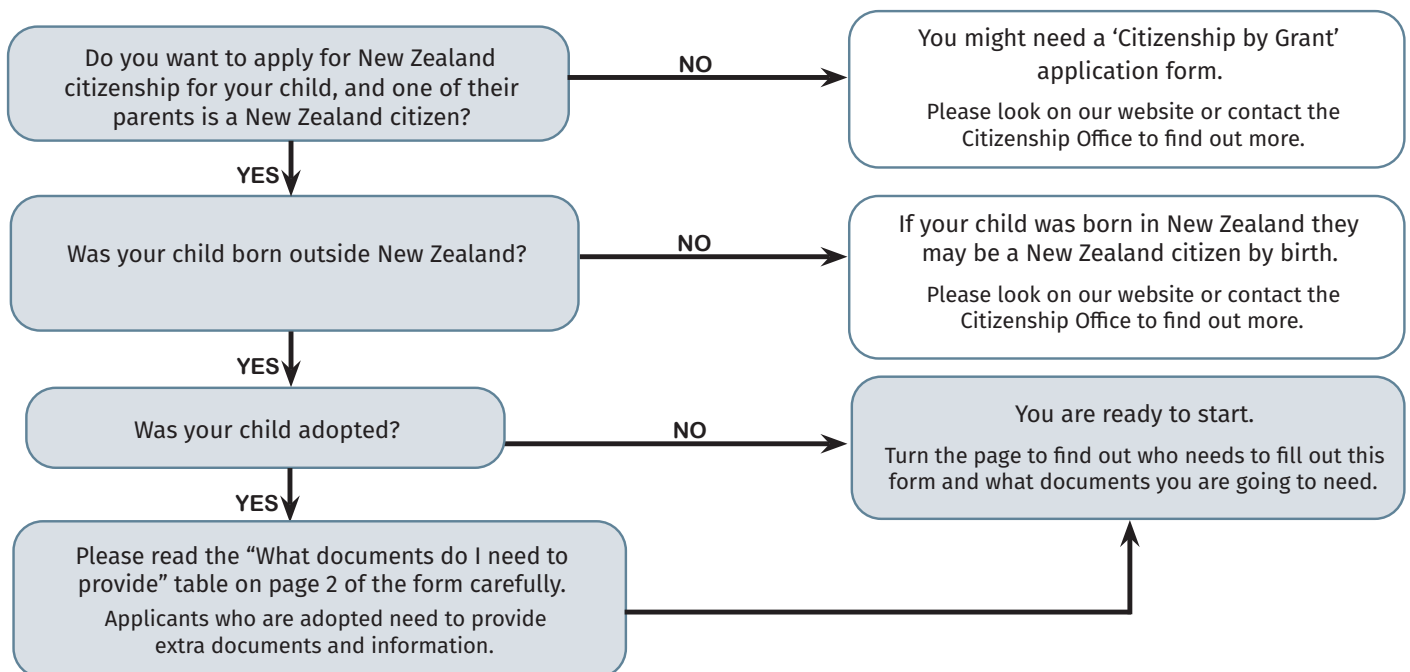 Do you want to apply for New Zealand
citizenship for your child, and one of their
parents is a New Zealand citizen?
NO
You might need a ‘Citizenship by Grant’
application form.
Please look on our website or contact the
Citizenship Office to find out more.
YES
Was your child born outside New Zealand?
NO
If your child was born in New Zealand they
may be a New Zealand citizen by birth.
Please look on our website or contact the
Citizenship Office to find out more.
YES
Was your child adopted?
NO
You are ready to start.
Turn the page to find out who needs to fill out this
form and what documents you are going to need.
YES
Please read the “What documents do I need to
provide” table on page 2 of the form carefully.
Applicants who are adopted need to provide
extra documents and information.